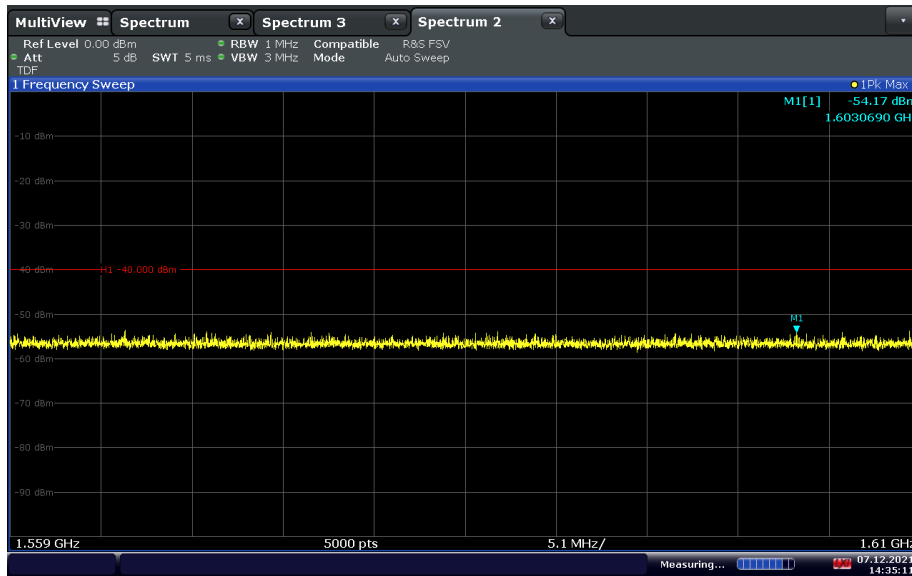 MultiView Spectrum X Spectrum 3 X Spectrum 2 X
Ref Level 0.00 dBm RBW 1 MHz Compatible R&S FSV
Att 5 dB SWT 5 ms VBW 3 MHz Mode Auto Sweep
TDF
1 Frequency Sweep 1Pk Max
M1[1] -54.17 dBm
1.6030690 GH
-10 dBm
-20 dBm
-30 dBm
-40 dBm H1 -40.000 dBm
-50 dBm
M1
-60 dBm
-70 dBm
-80 dBm
-90 dBm
1.559 GHz 5000 pts 5.1 MHz/ 1.61 GHz
Measuring... 07.12.2021
14:35:11